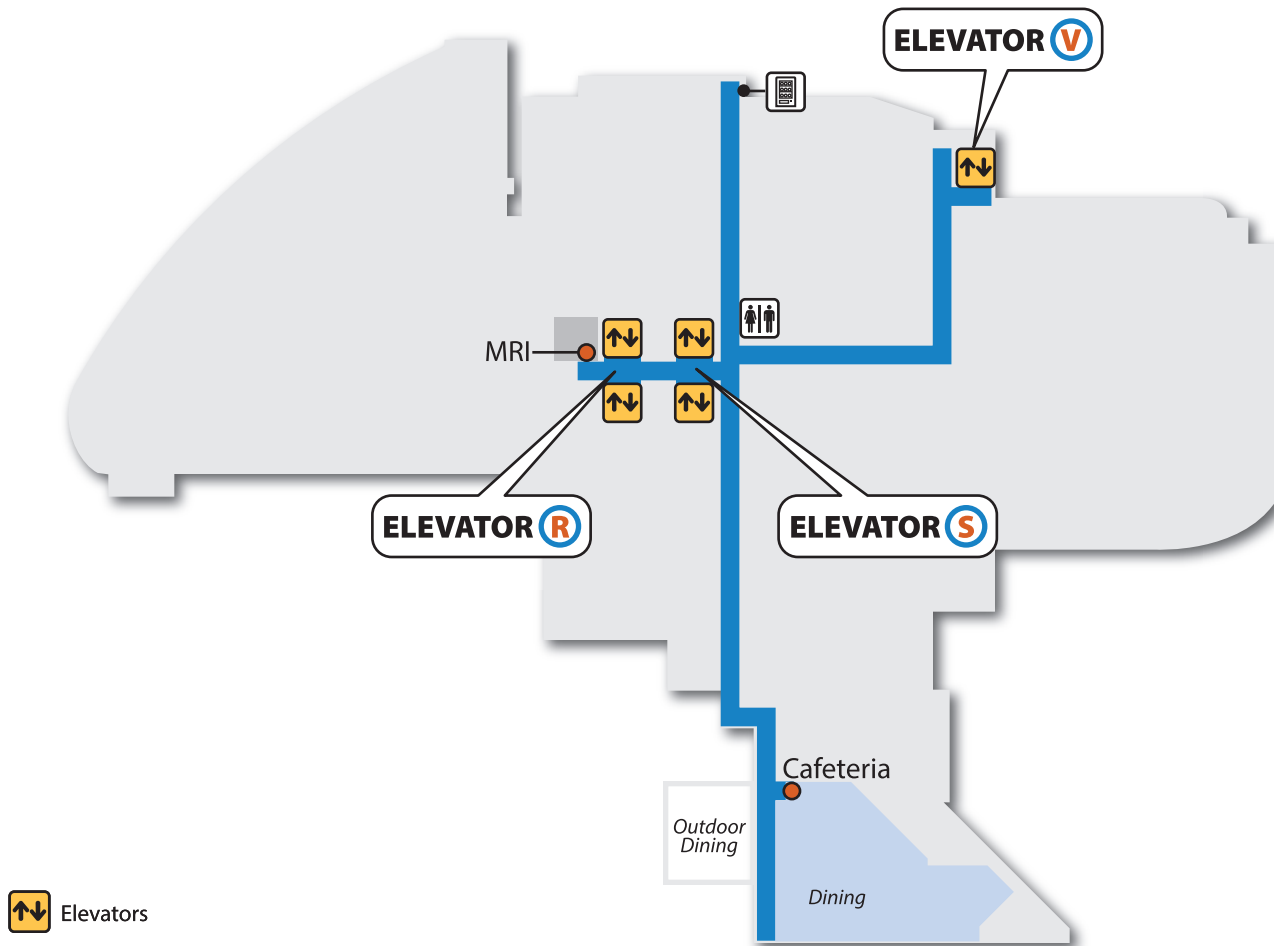 ELEVATOR V
MRI
ELEVATOR R
ELEVATOR S
Cafeteria
Outdoor
Dining
Dining
Elevators